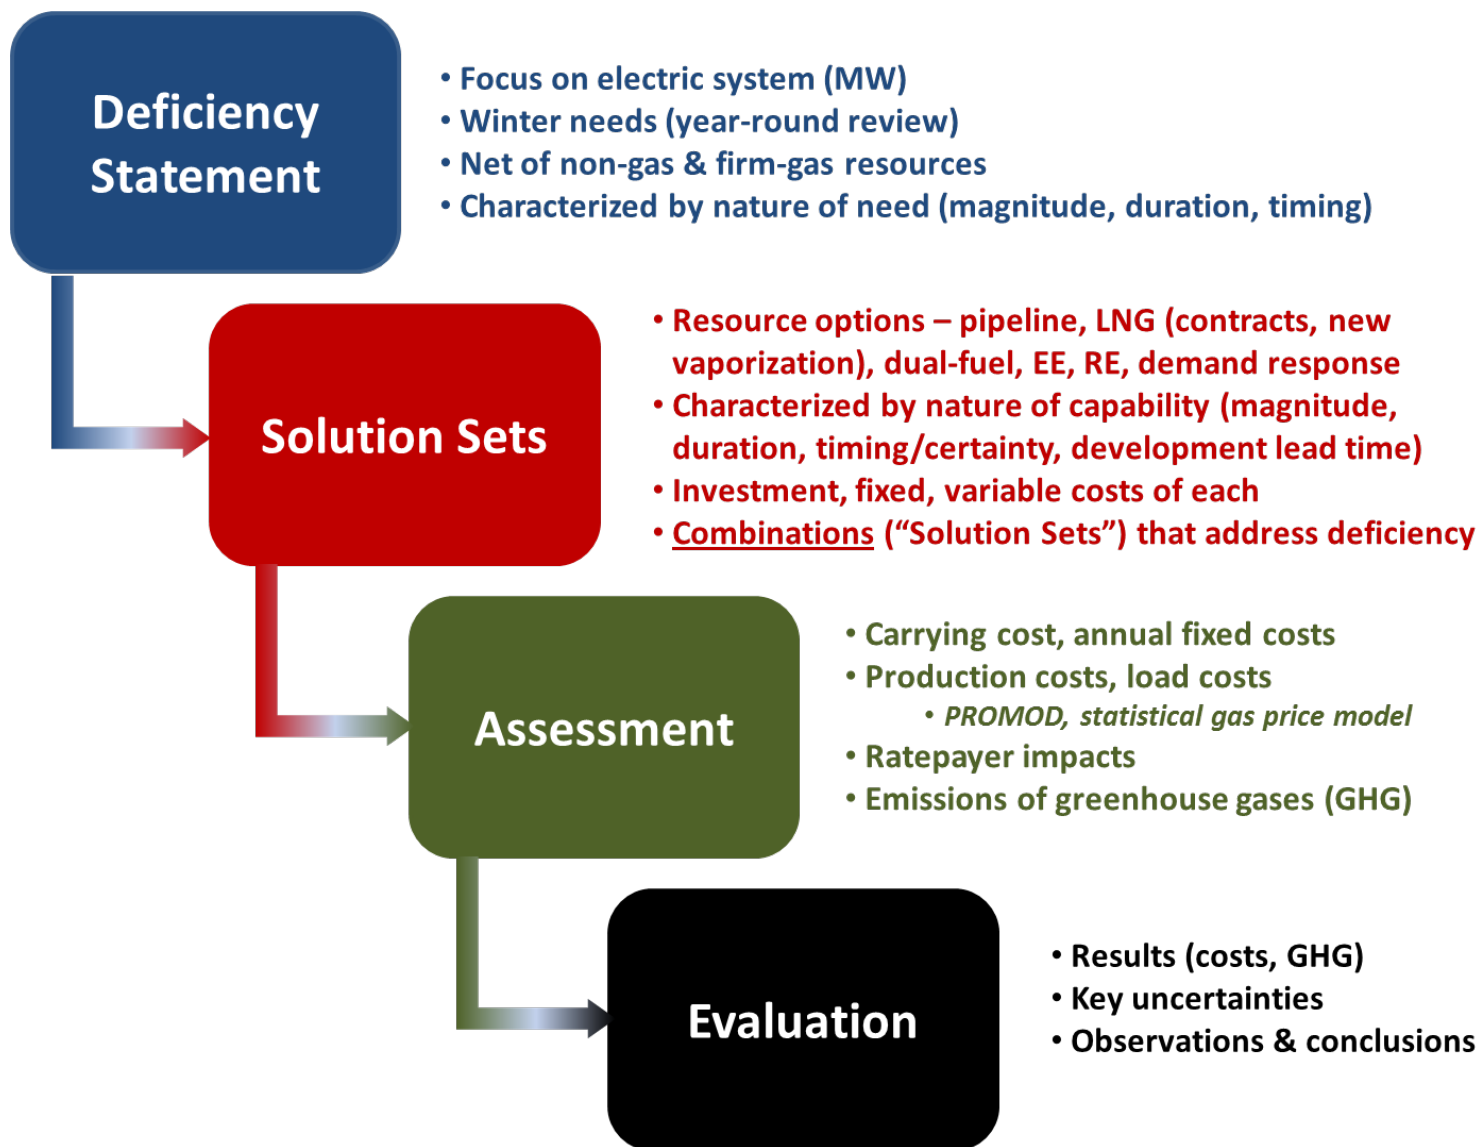 Deficiency
Statement
• Focus on electric system (MW)
• Winter needs (year-round review)
• Net of non-gas & firm-gas resources
• Characterized by nature of need (magnitude, duration, timing)
Solution Sets
• Resource options – pipeline, LNG (contracts, new
vaporization), dual-fuel, EE, RE, demand response
• Characterized by nature of capability (magnitude,
duration, timing/certainty, development lead time)
• Investment, fixed, variable costs of each
• Combinations (“Solution Sets”) that address deficiency
Assessment
• Carrying cost, annual fixed costs
• Production costs, load costs
• PROMOD, statistical gas price model
• Ratepayer impacts
• Emissions of greenhouse gases (GHG)
Evaluation
• Results (costs, GHG)
• Key uncertainties
• Observations & conclusions